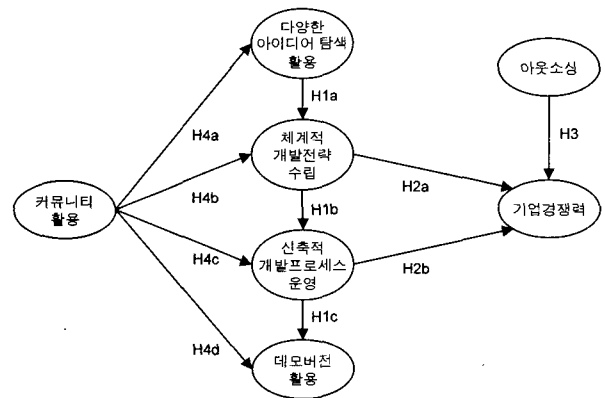 다양한
아이디어 탐색
활용
아웃소싱
H1a
H3
H4a
체계적
개발전략
수립
H2a
H4b
커뮤니티
활용
H1b
기업경쟁력
H4c
신축적
개발프로세스
운영
H2b
H1c
H4d
데모버전
활용